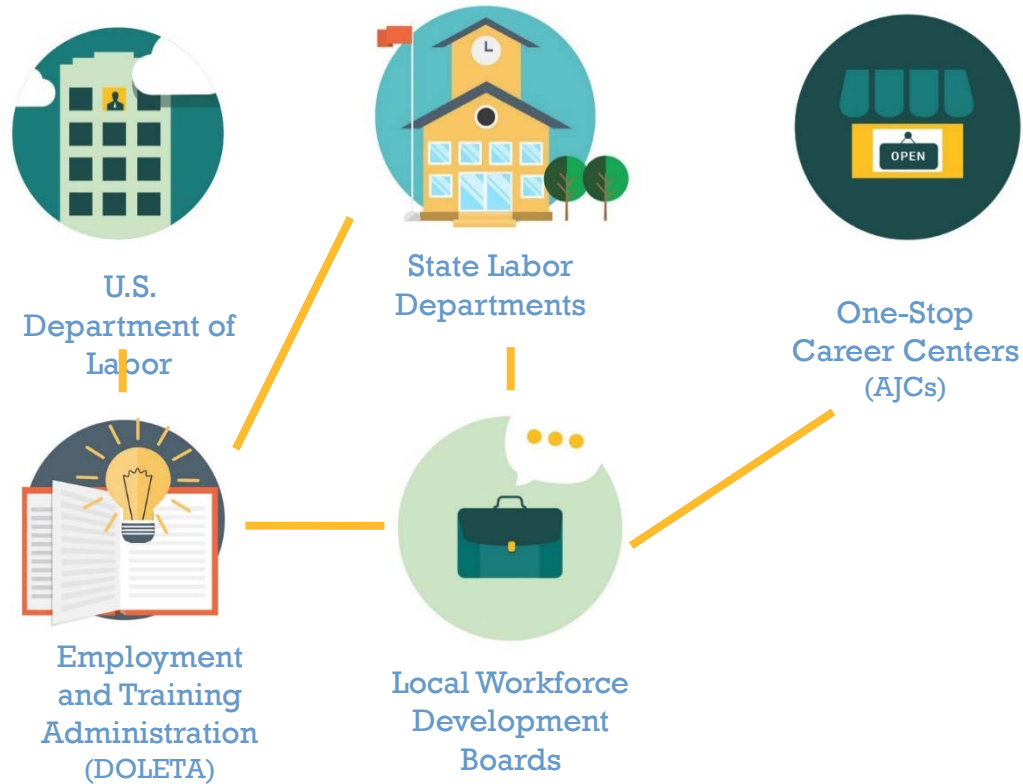 OPEN
U.S.
Department of
Labor
State Labor
Departments
One-Stop
Career Centers
(AJCs)
Employment
and Training
Administration
(DOLETA)
Local Workforce
Development
Boards